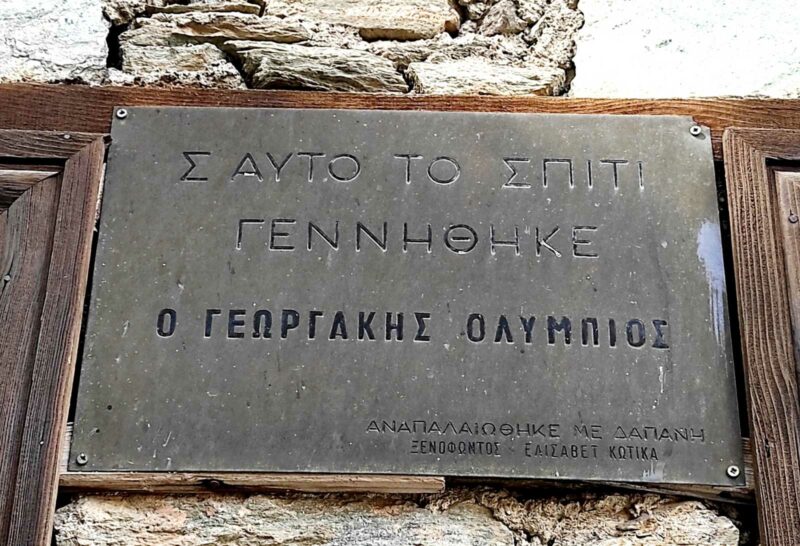 Σ ΑΥΤΟ ΤΟ ΣΠΙΤΙ
ΓΕΝΝΗΘΗΚΕ
Ο ΓΕΩΡΓΑΚΗΣ ΟΛΥΜΠΙΟΣ
ΑΝΑΠΑΛΑΙΩΘΗΚΕ ΜΕ ΔΑΠΑΝΗ
ΞΕΝΟΦΩΝΤΟΣ - ΕΛΙΣΑΒΕΤ ΚΩΤΙΚΑ